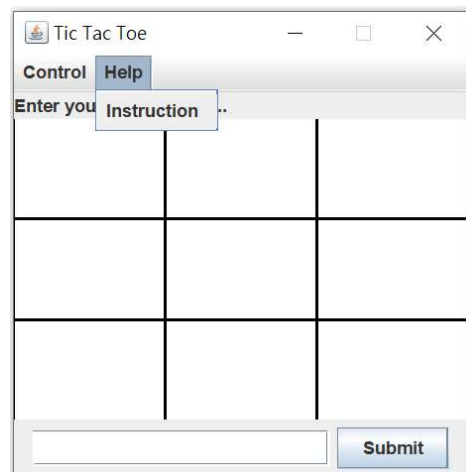 Tic Tac Toe
Control Help
Enter you ..
Instruction
Submit